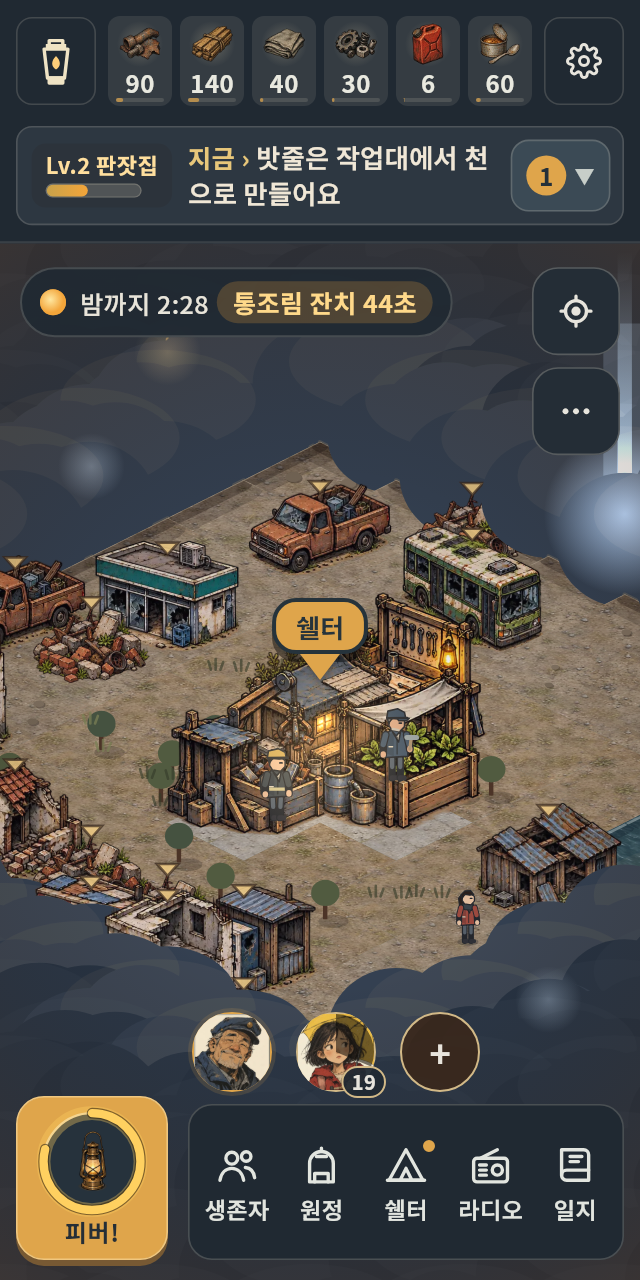 90 140 40 30 6 60
Lv.2 판잣집
지금 › 밧줄은 작업대에서 천
으로 만들어요
1
밤까지 2:28 통조림 잔치 44초
쉘터
19
+
피버!
생존자 원정 쉘터 라디오 일지